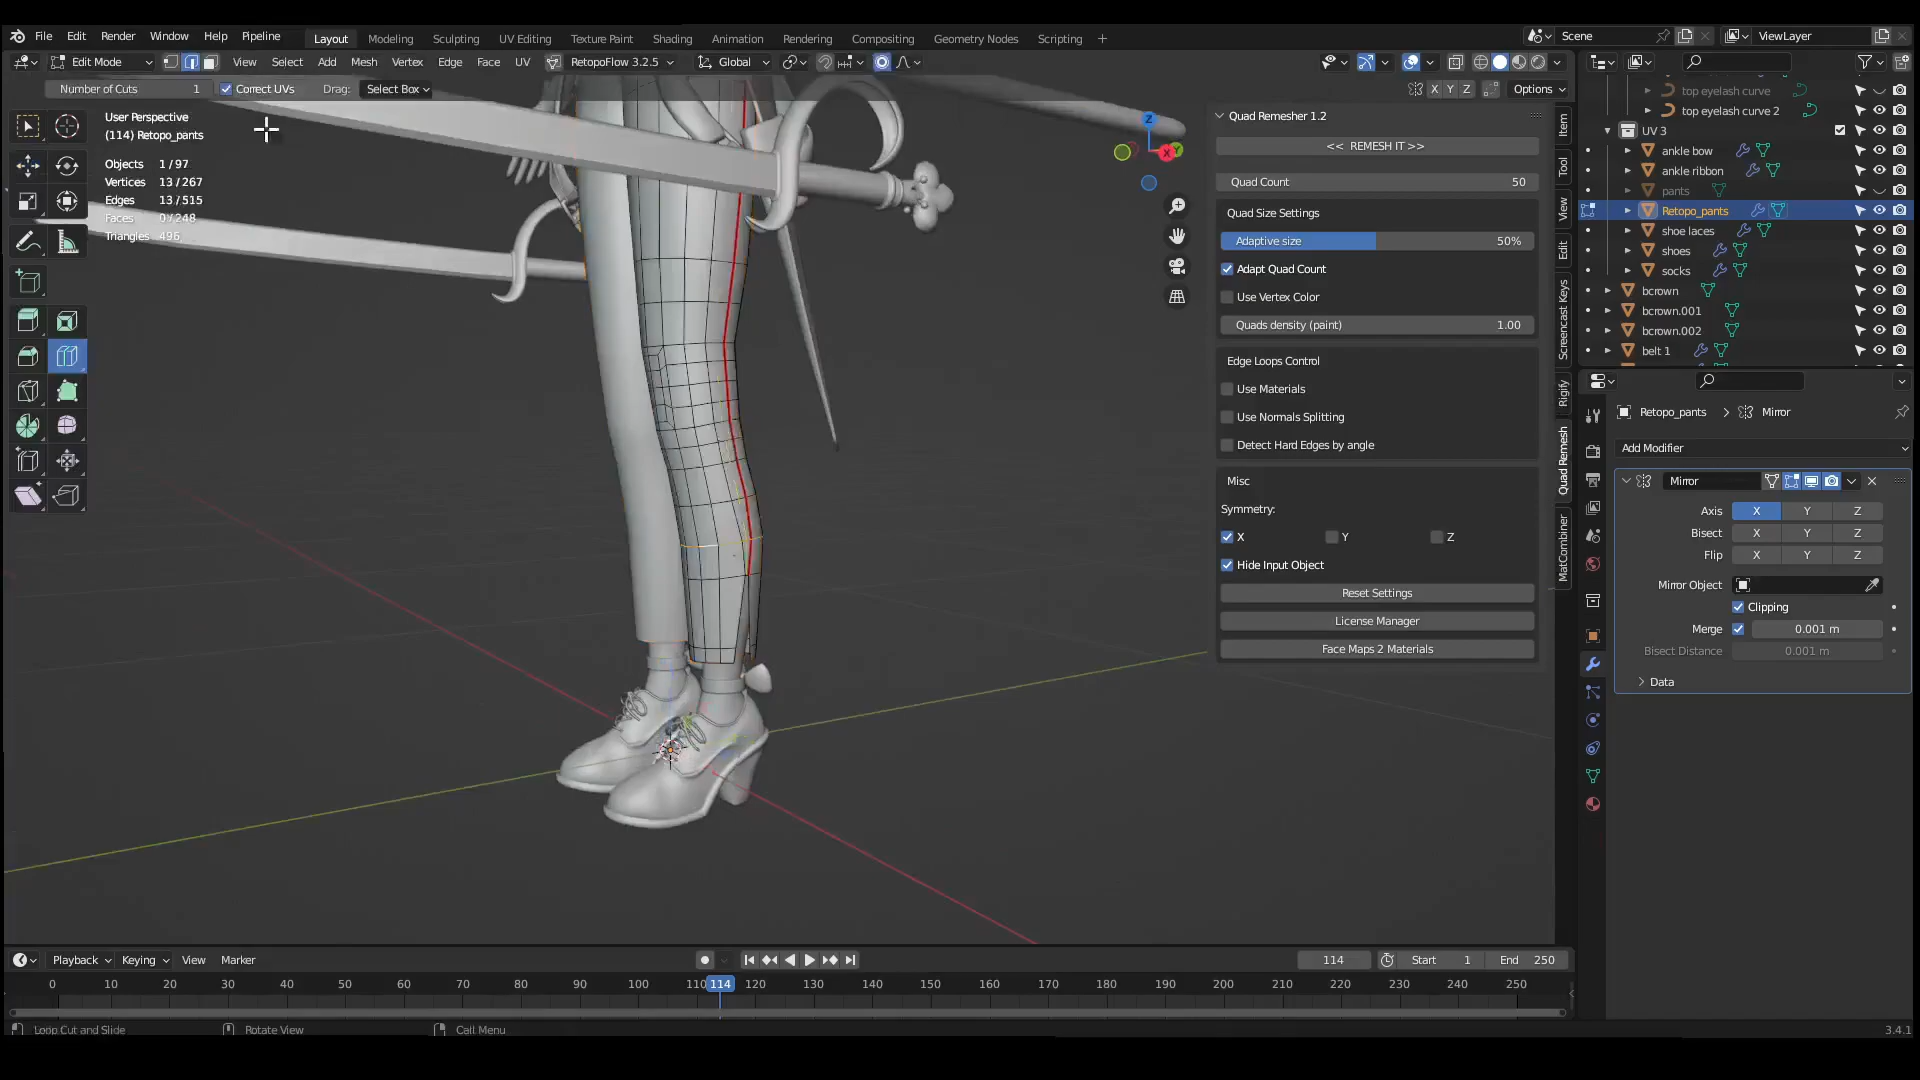 File Edit Render Window Help Pipeline Layout Modeling Sculpting UV Editing Texture Paint Shading Animation Rendering Compositing Geometry Nodes Scripting + Scene ViewLayer
Edit Mode View Select Add Mesh Vertex Edge Face UV RetopoFlow 3.2.5 Global
Number of Cuts 1 Correct UVs Drag: Select Box X Y Z Options
User Perspective
(114) Retopo_pants
Objects 1/97
Vertices 13/267
Edges 13/515
Faces 0/248
Triangles 496
Z
X
Y
Quad Remesher 1.2
<< REMESH IT >>
Quad Count 50
Quad Size Settings
Adaptive size 50%
Adapt Quad Count
Use Vertex Color
Quads density (paint) 1.00
Edge Loops Control
Use Materials
Use Normals Splitting
Detect Hard Edges by angle
Misc
Symmetry:
X Y Z
Hide Input Object
Reset Settings
License Manager
Face Maps 2 Materials
Item
Tool
View
Edit
Screencast Keys
Rigify
Quad Remesh
MatCombiner
top eyelash curve
top eyelash curve 2
UV 3
ankle bow
ankle ribbon
pants
Retopo_pants
shoe laces
shoes
socks
bcrown
bcrown.001
bcrown.002
belt 1
Retopo_pants > Mirror
Add Modifier
Mirror
Axis X Y Z
Bisect X Y Z
Flip X Y Z
Mirror Object
Clipping
Merge 0.001 m
Bisect Distance 0.001 m
Data
Playback Keying View Marker 114 Start 1 End 250
0 10 20 30 40 50 60 70 80 90 100 110 114 120 130 140 150 160 170 180 190 200 210 220 230 240 250
Loop Cut and Slide Rotate View Call Menu 3.4.1